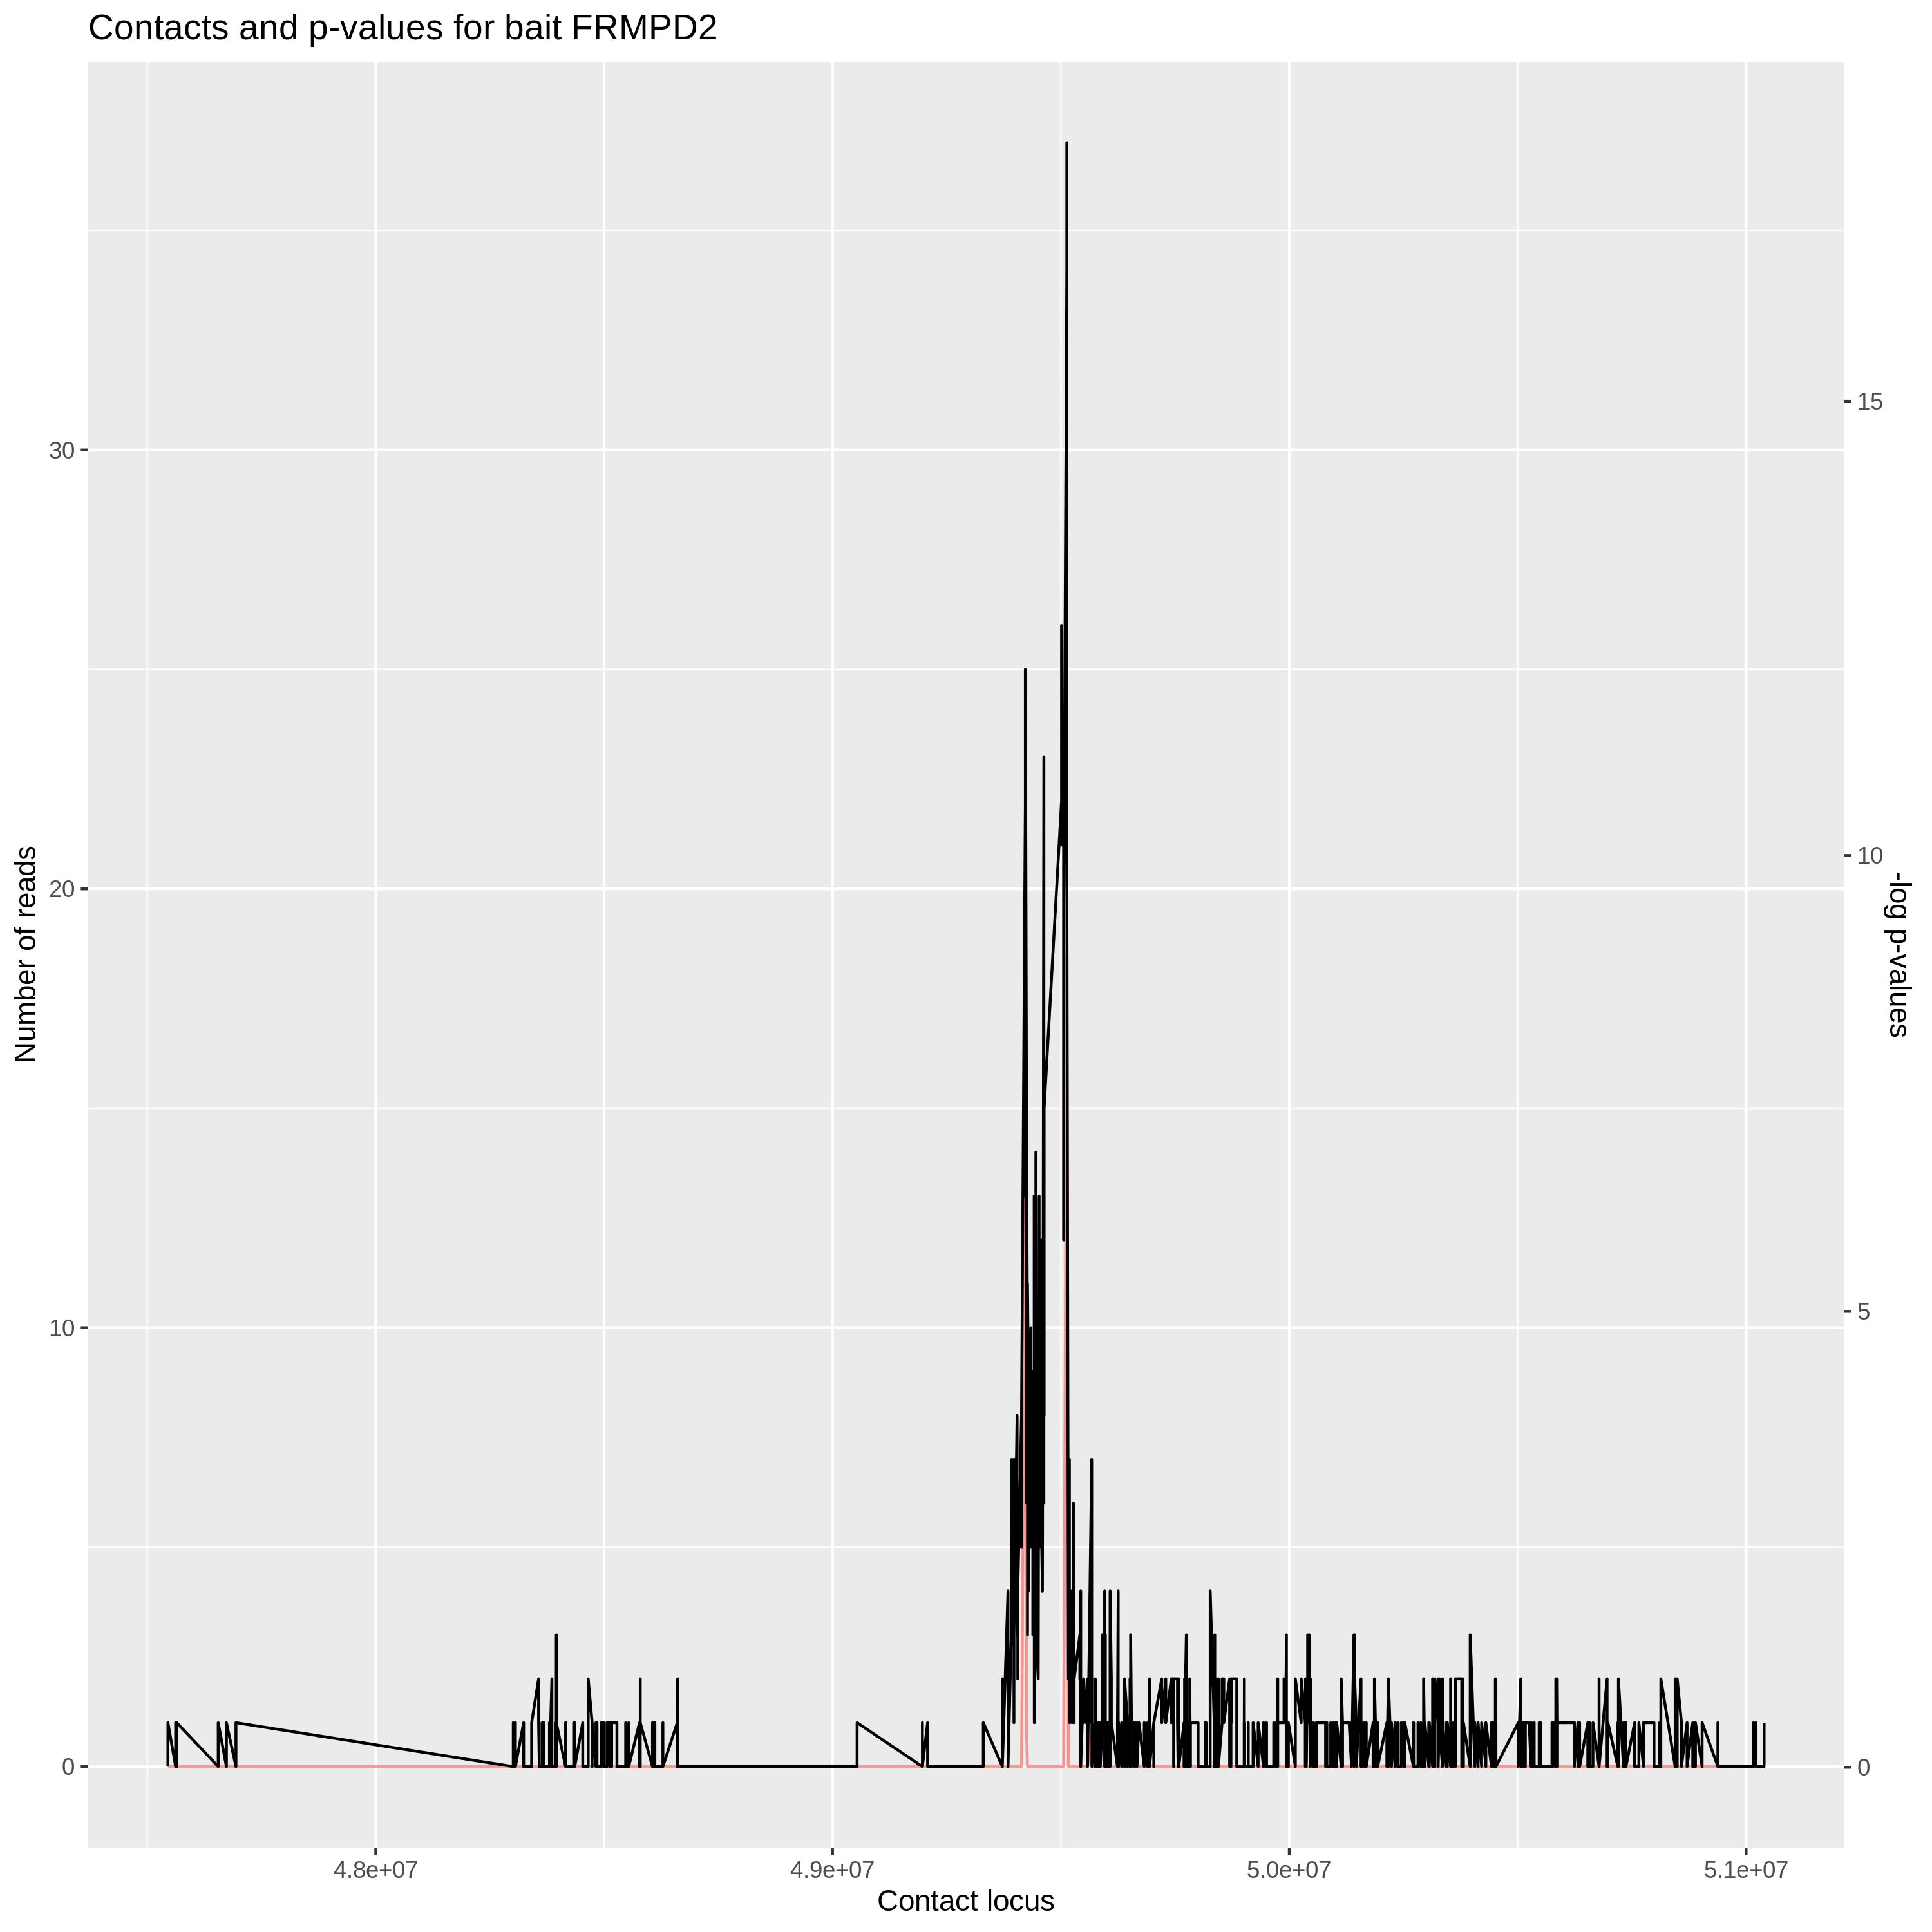 Contacts and p-values for bait FRMPD2
Number of reads
30
20
10
0
15
10
5
0
-log p-values
4.8e+07
4.9e+07
5.0e+07
5.1e+07
Contact locus